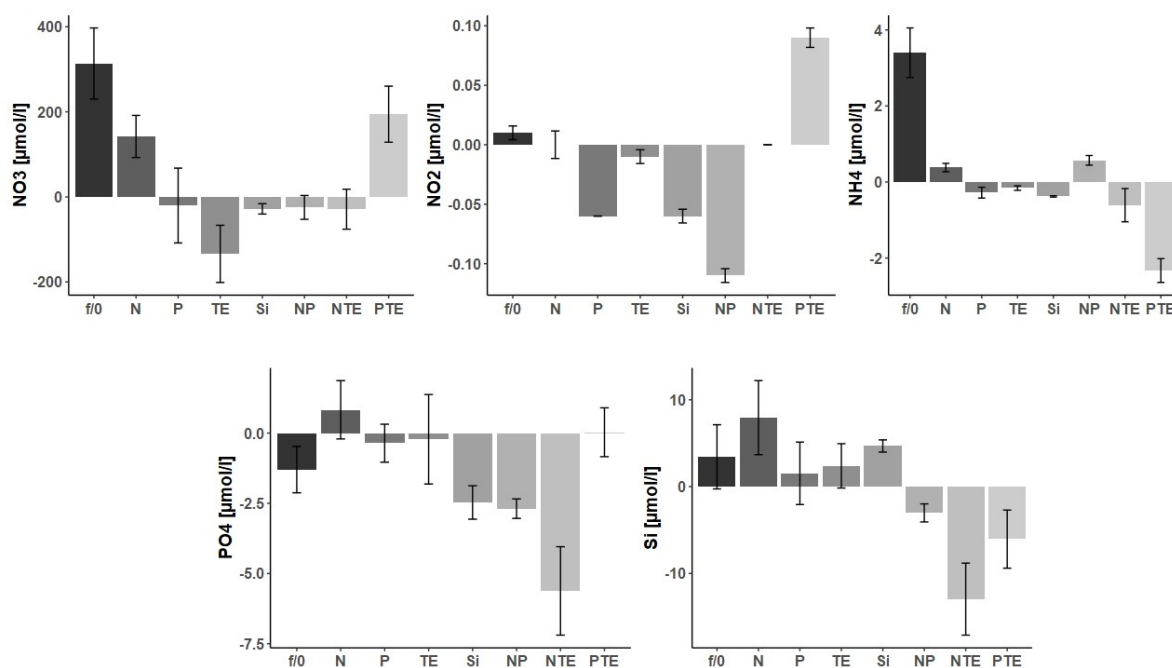 NO3 [µmol/l]
400
200
0
-200
f/0 N P TE Si NP NTE PTE
NO2 [µmol/l]
0.10
0.05
0.00
-0.05
-0.10
f/0 N P TE Si NP NTE PTE
NH4 [µmol/l]
4
2
0
-2
f/0 N P TE Si NP NTE PTE
PO4 [µmol/l]
0.0
-2.5
-5.0
-7.5
f/0 N P TE Si NP NTE PTE
Si [µmol/l]
10
0
-10
f/0 N P TE Si NP NTE PTE